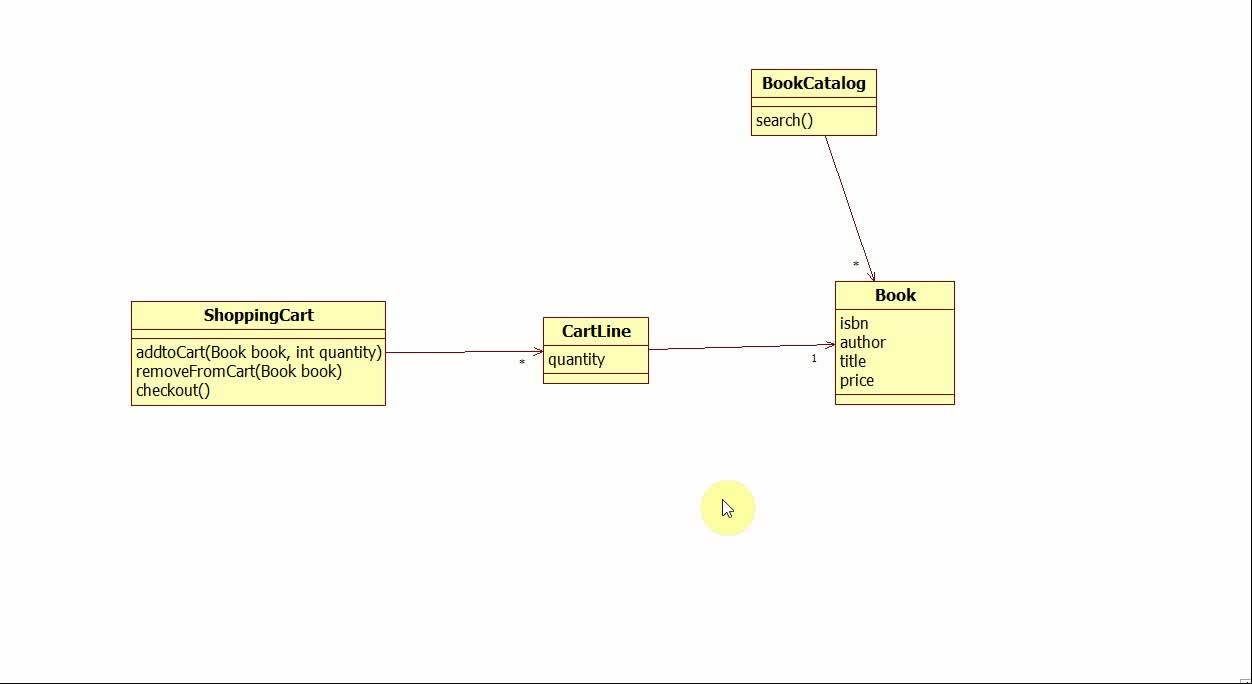 BookCatalog
search()
*
Book
isbn
author
title
price
ShoppingCart
addtoCart(Book book, int quantity)
removeFromCart(Book book)
checkout()
*
CartLine
quantity
1